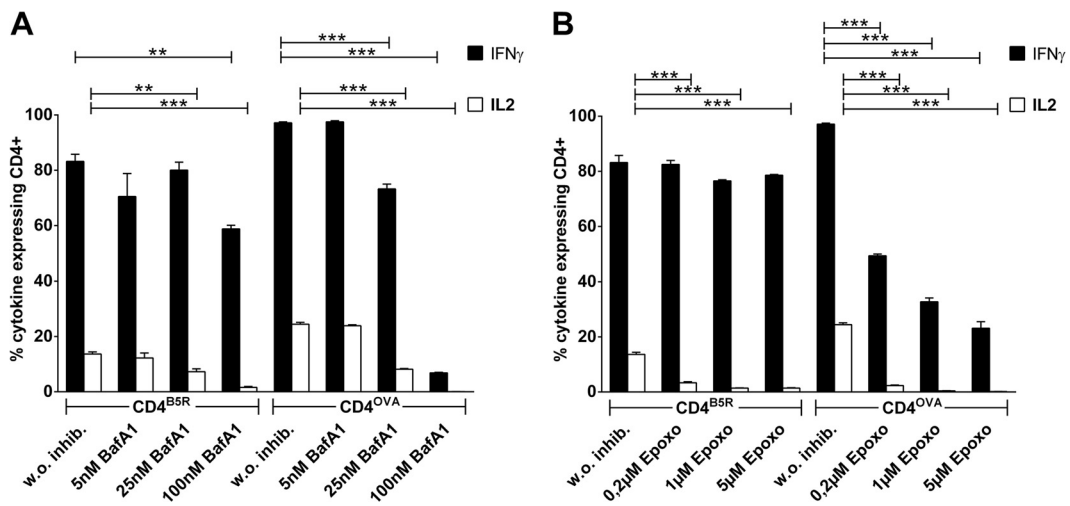 A
B
** *** ***
IFNγ
** ***
*** ***
IL2
% cytokine expressing CD4+
100
80
60
40
20
0
CD4B5R
CD4OVA
w.o. inhib.
5nM BafA1
25nM BafA1
100nM BafA1
w.o. inhib.
5nM BafA1
25nM BafA1
100nM BafA1
*** *** ***
IFNγ
*** *** ***
*** *** ***
IL2
% cytokine expressing CD4+
100
80
60
40
20
0
CD4B5R
CD4OVA
w.o. inhib.
0,2μM Epoxo
1μM Epoxo
5μM Epoxo
w.o. inhib.
0,2μM Epoxo
1μM Epoxo
5μM Epoxo